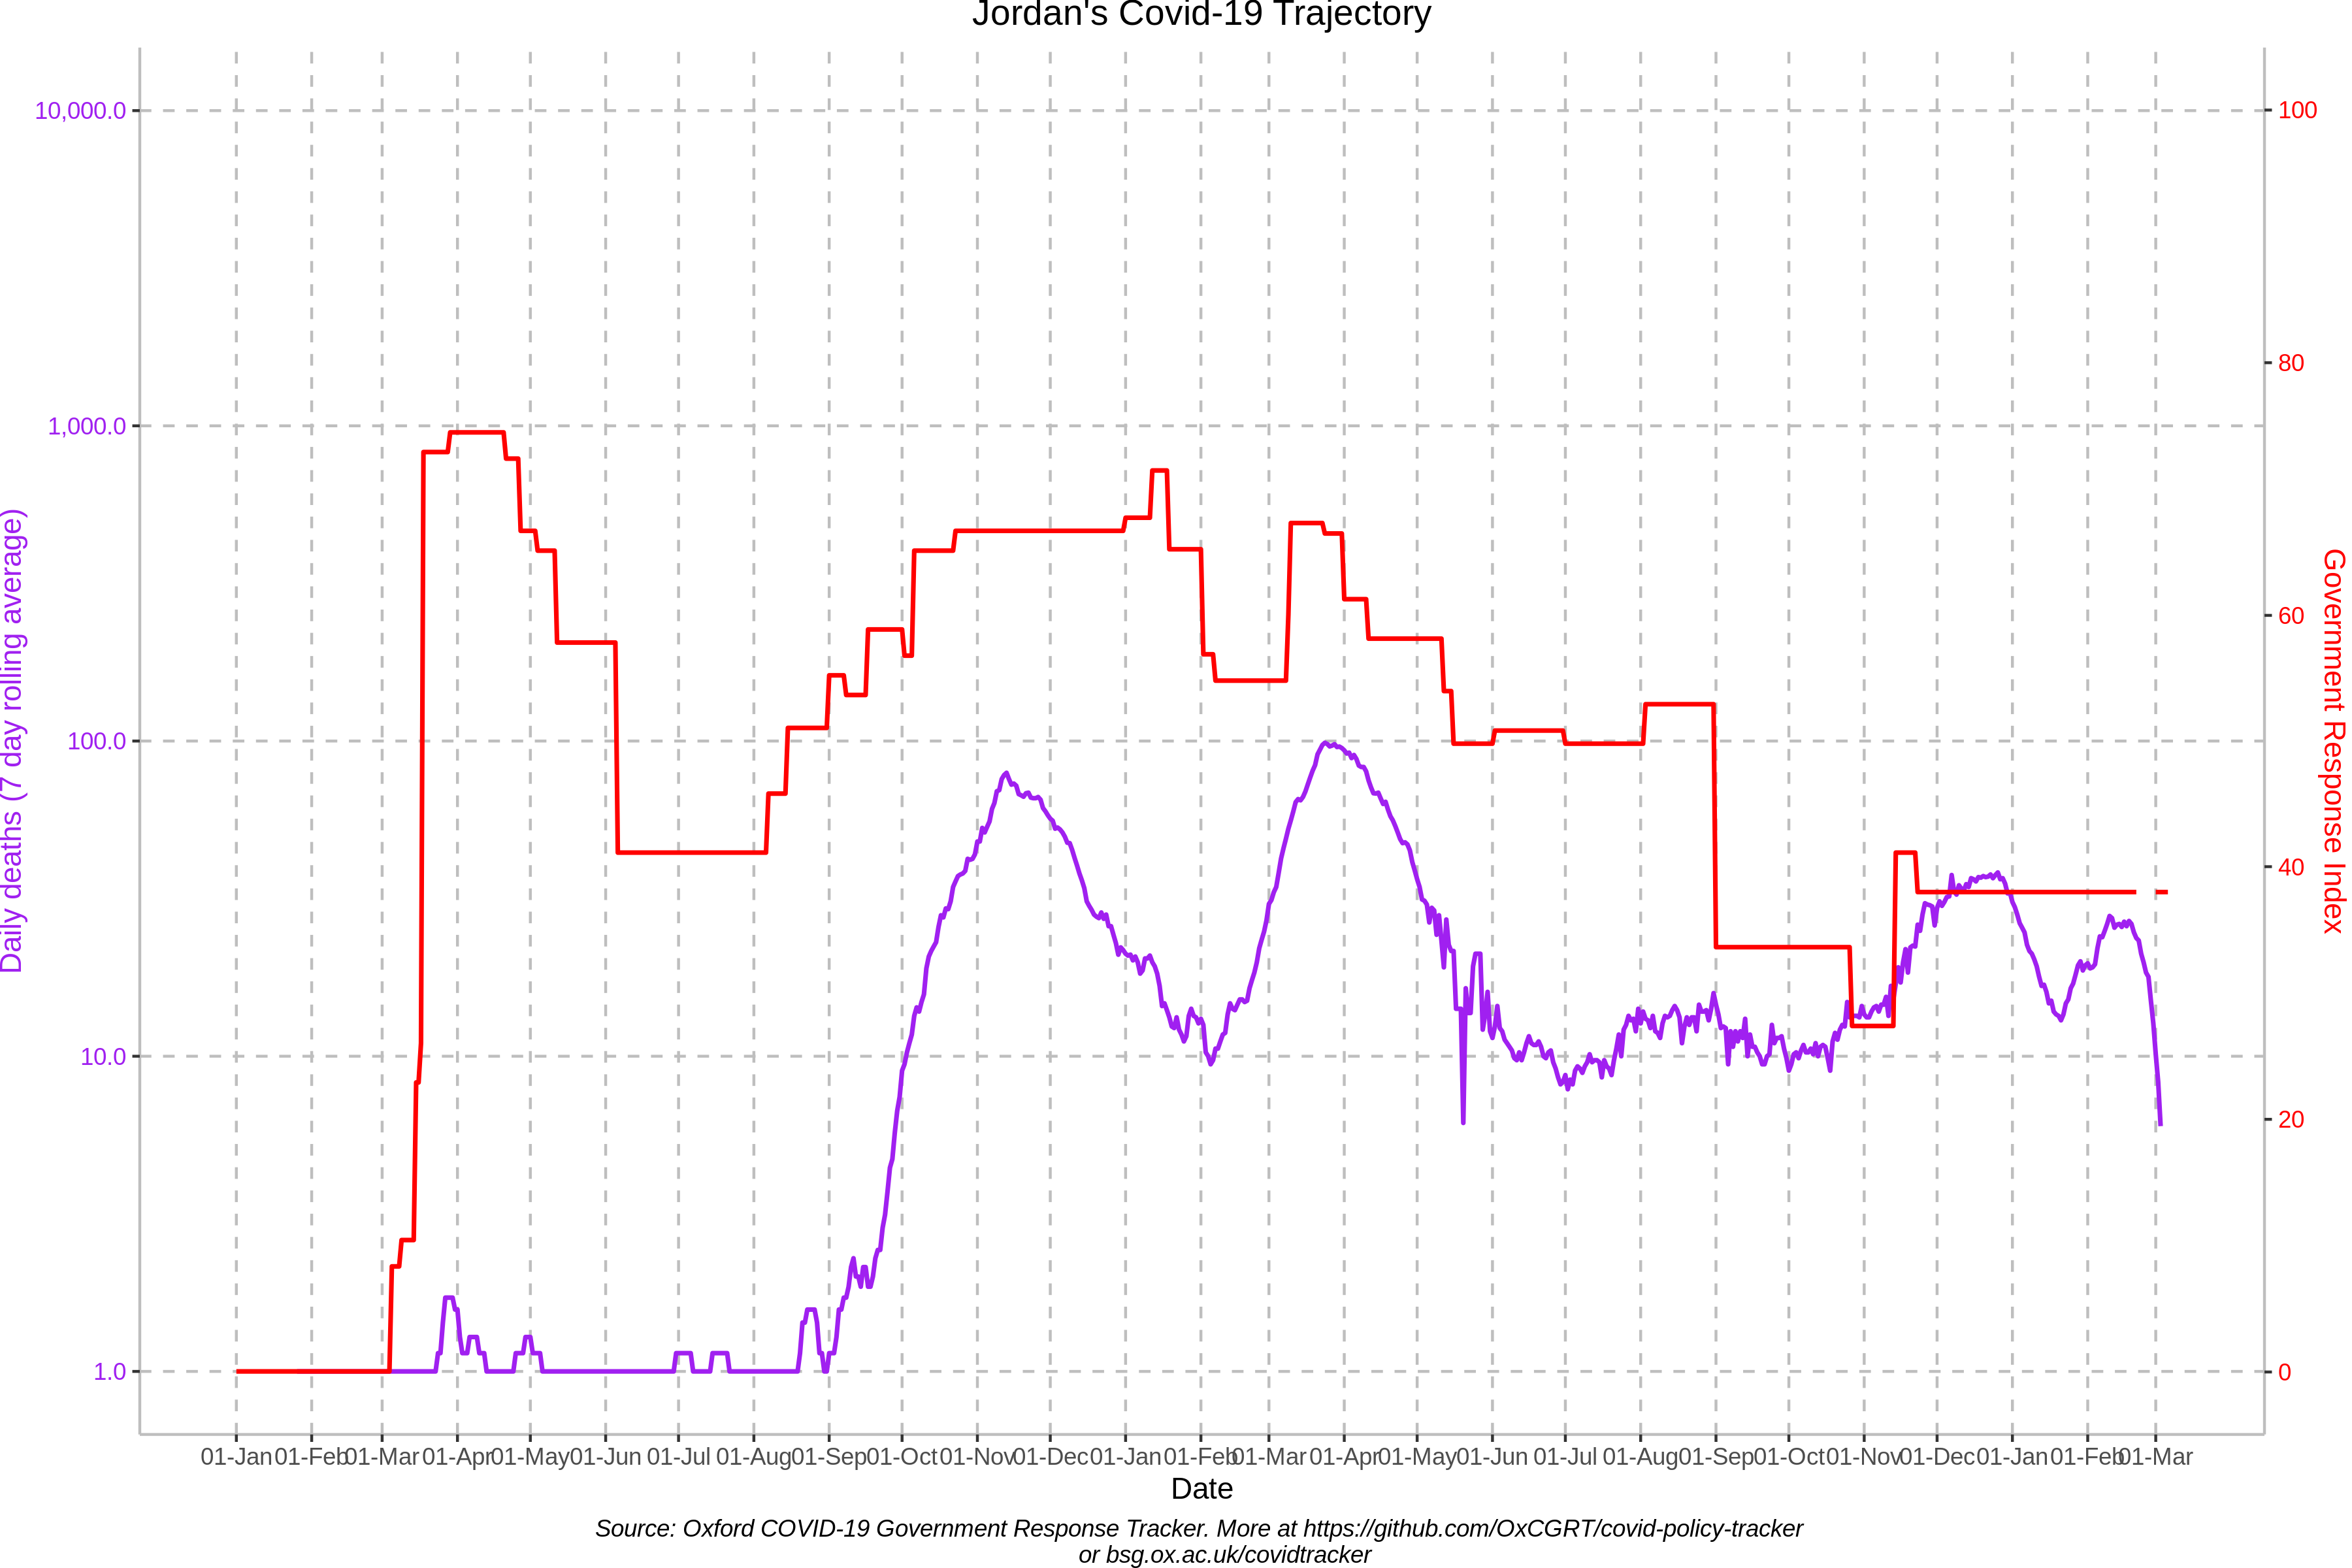 Jordan's Covid-19 Trajectory
10,000.0
1,000.0
100.0
10.0
1.0
Daily deaths (7 day rolling average)
100
80
60
40
20
0
Government Response Index
01-Jan 01-Feb 01-Mar 01-Apr 01-May 01-Jun 01-Jul 01-Aug 01-Sep 01-Oct 01-Nov 01-Dec 01-Jan 01-Feb 01-Mar 01-Apr 01-May 01-Jun 01-Jul 01-Aug 01-Sep 01-Oct 01-Nov 01-Dec 01-Jan 01-Feb 01-Mar
Date
Source: Oxford COVID-19 Government Response Tracker. More at https://github.com/OxCGRT/covid-policy-tracker
or bsg.ox.ac.uk/covidtracker